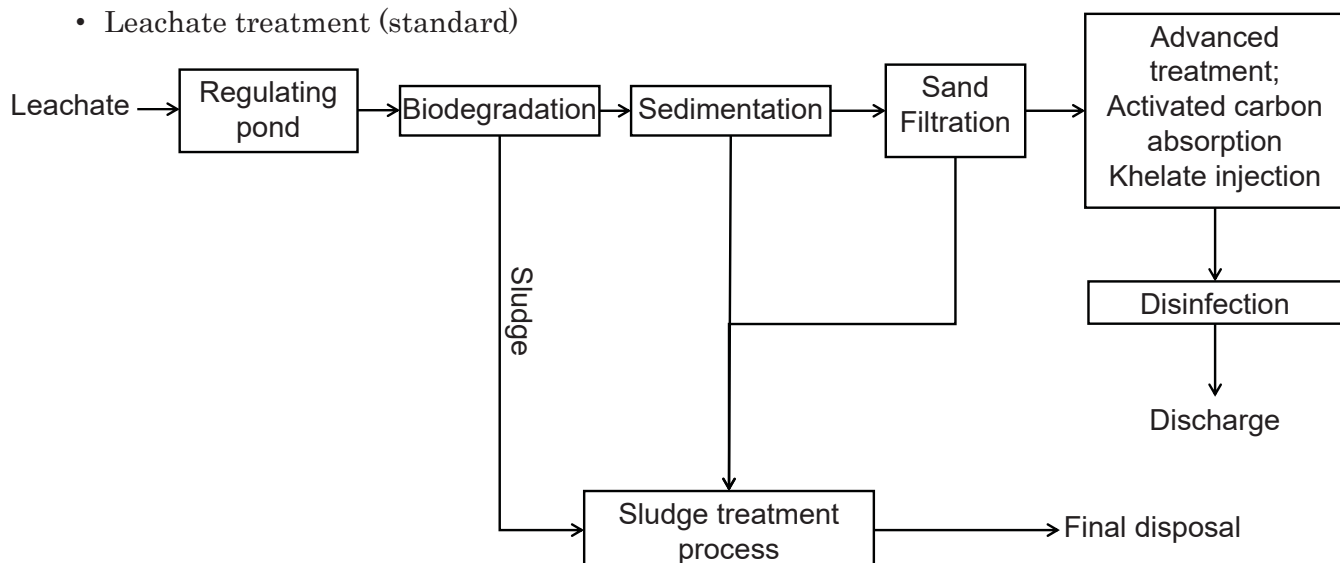 • Leachate treatment (standard)
Leachate
Regulating
pond
Biodegradation
Sedimentation
Sand
Filtration
Advanced
treatment;
Activated carbon
absorption
Khelate injection
Sludge
Disinfection
Discharge
Sludge treatment
process
Final disposal